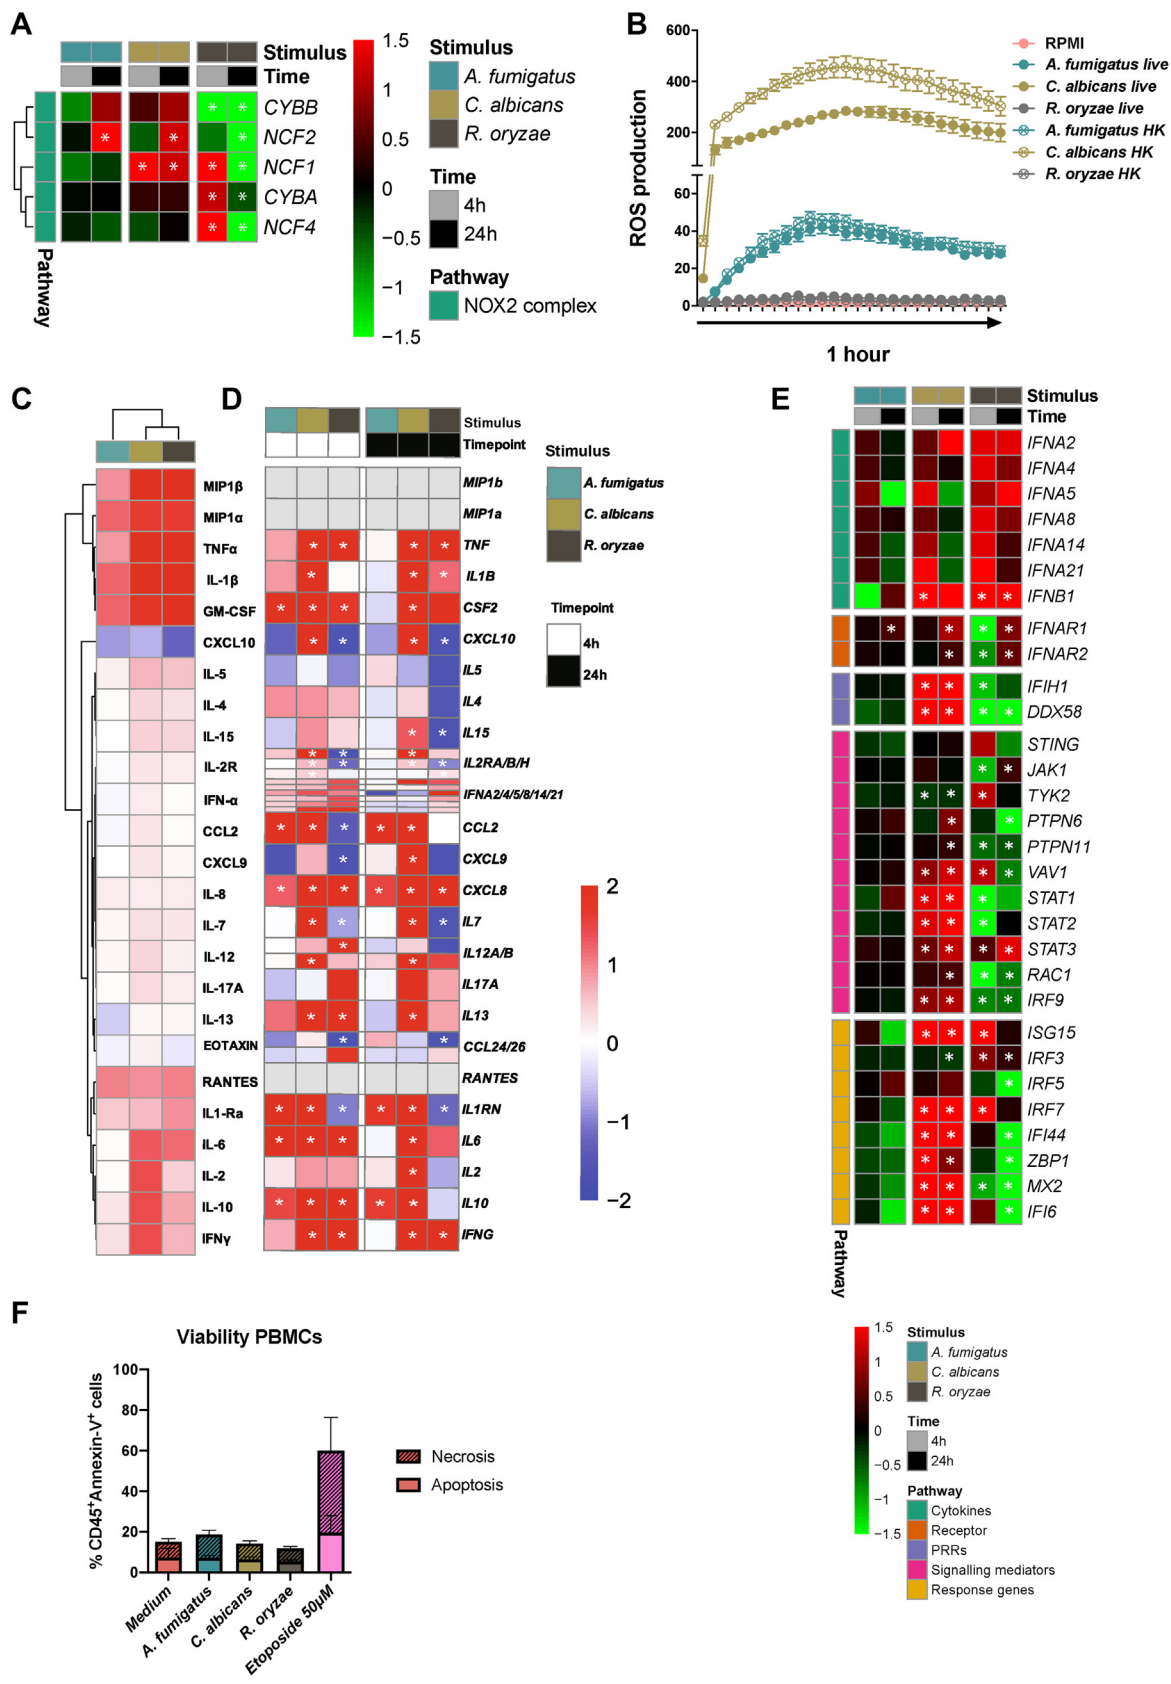 A
Stimulus
Time
CYBB
NCF2
NCF1
CYBA
NCF4
Pathway
1.5
1
0.5
0
−0.5
−1
−1.5
Stimulus
A. fumigatus
C. albicans
R. oryzae
Time
4h
24h
Pathway
NOX2 complex
B
ROS production
600
400
200
60
40
20
0
1 hour
RPMI
A. fumigatus live
C. albicans live
R. oryzae live
A. fumigatus HK
C. albicans HK
R. oryzae HK
C
MIP1β
MIP1α
TNFα
IL-1β
GM-CSF
CXCL10
IL-5
IL-4
IL-15
IL-2R
IFN-α
CCL2
CXCL9
IL-8
IL-7
IL-12
IL-17A
IL-13
EOTAXIN
RANTES
IL1-Ra
IL-6
IL-2
IL-10
IFNγ
D
Stimulus
Timepoint
MIP1b
MIP1a
TNF
IL1B
CSF2
CXCL10
IL5
IL4
IL15
IL2RA/B/H
IFNA2/4/5/8/14/21
CCL2
CXCL9
CXCL8
IL7
IL12A/B
IL17A
IL13
CCL24/26
RANTES
IL1RN
IL6
IL2
IL10
IFNG
Stimulus
A. fumigatus
C. albicans
R. oryzae
Timepoint
4h
24h
2
1
0
−1
−2
E
Stimulus
Time
IFNA2
IFNA4
IFNA5
IFNA8
IFNA14
IFNA21
IFNB1
IFNAR1
IFNAR2
IFIH1
DDX58
STING
JAK1
TYK2
PTPN6
PTPN11
VAV1
STAT1
STAT2
STAT3
RAC1
IRF9
ISG15
IRF3
IRF5
IRF7
IFI44
ZBP1
MX2
IFI6
Pathway
1.5
1
0.5
0
−0.5
−1
−1.5
Stimulus
A. fumigatus
C. albicans
R. oryzae
Time
4h
24h
Pathway
Cytokines
Receptor
PRRs
Signalling mediators
Response genes
F
Viability PBMCs
% CD45⁺Annexin-V⁺ cells
100
80
60
40
20
0
Medium
A. fumigatus
C. albicans
R. oryzae
Etoposide 50μM
Necrosis
Apoptosis